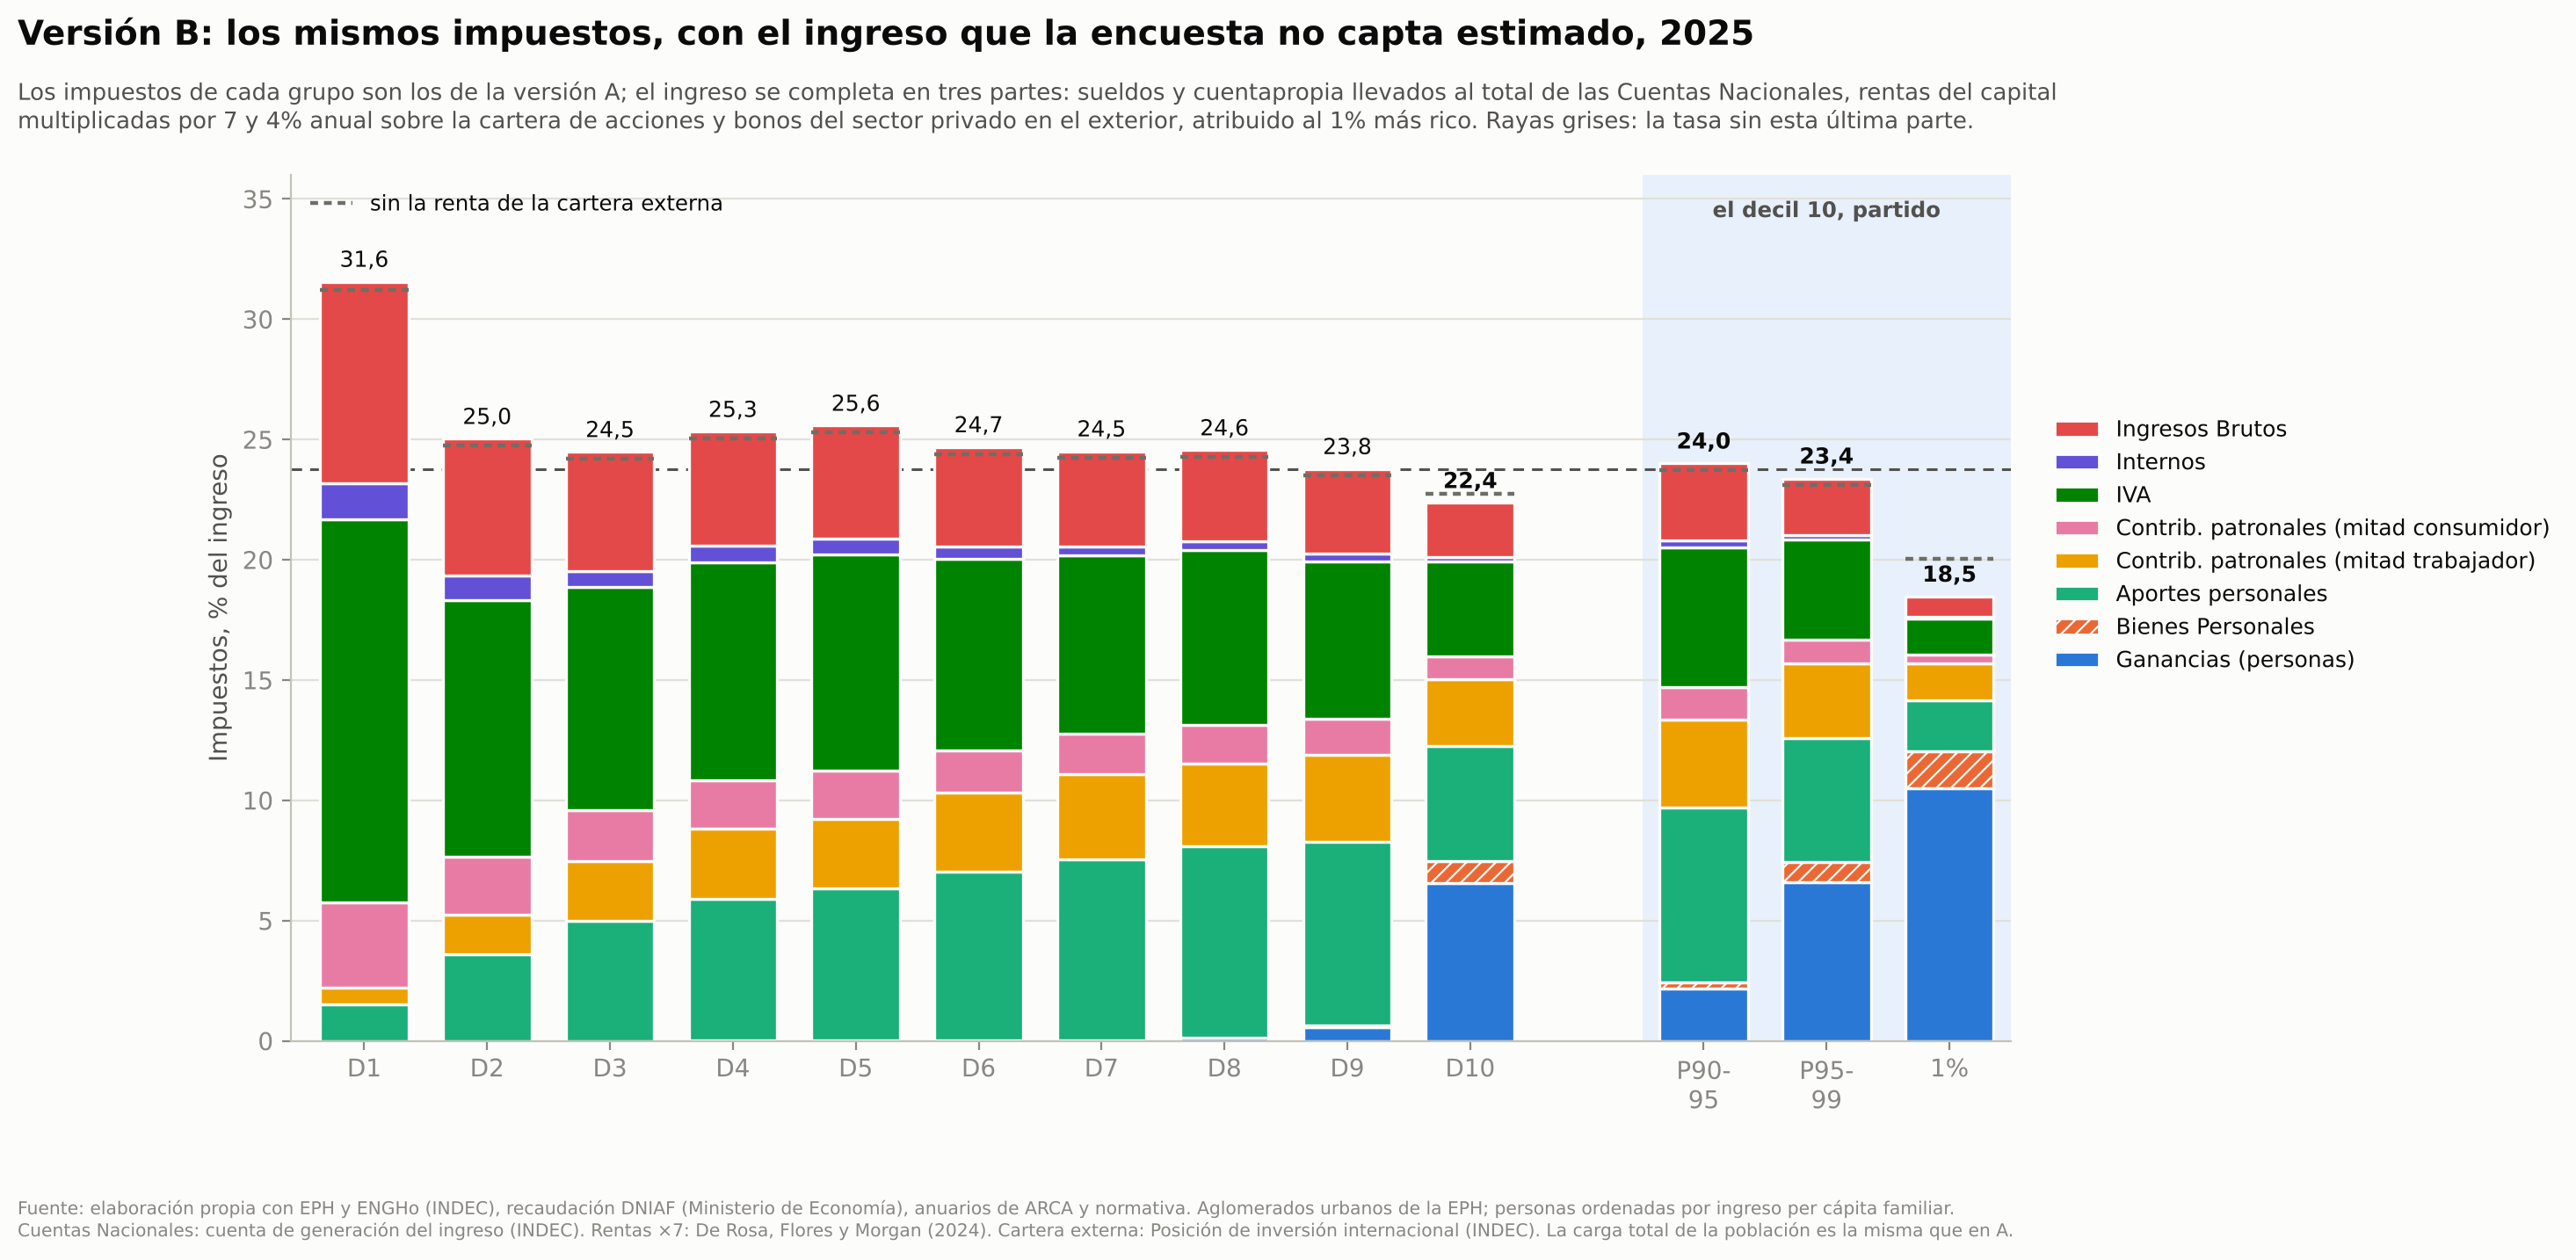 Versión B: los mismos impuestos, con el ingreso que la encuesta no capta estimado, 2025
Los impuestos de cada grupo son los de la versión A; el ingreso se completa en tres partes: sueldos y cuentapropia llevados al total de las Cuentas Nacionales, rentas del capital
multiplicadas por 7 y 4% anual sobre la cartera de acciones y bonos del sector privado en el exterior, atribuido al 1% más rico. Rayas grises: la tasa sin esta última parte.
sin la renta de la cartera externa
el decil 10, partido
Impuestos, % del ingreso
35
30
25
20
15
10
5
0
31,6
25,0
24,5
25,3
25,6
24,7
24,5
24,6
23,8
22,4
24,0
23,4
18,5
D1
D2
D3
D4
D5
D6
D7
D8
D9
D10
P90-
95
P95-
99
1%
Ingresos Brutos
Internos
IVA
Contrib. patronales (mitad consumidor)
Contrib. patronales (mitad trabajador)
Aportes personales
Bienes Personales
Ganancias (personas)
Fuente: elaboración propia con EPH y ENGHo (INDEC), recaudación DNIAF (Ministerio de Economía), anuarios de ARCA y normativa. Aglomerados urbanos de la EPH; personas ordenadas por ingreso per cápita familiar.
Cuentas Nacionales: cuenta de generación del ingreso (INDEC). Rentas ×7: De Rosa, Flores y Morgan (2024). Cartera externa: Posición de inversión internacional (INDEC). La carga total de la población es la misma que en A.